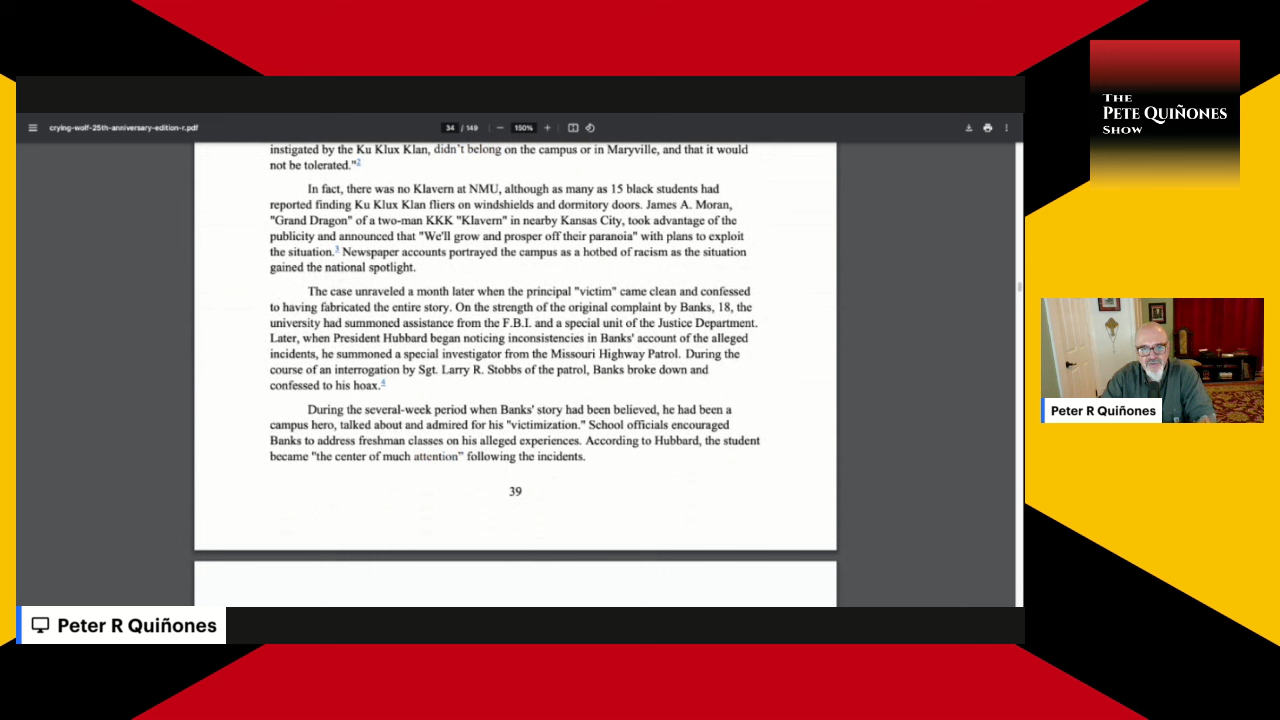 THE
PETE QUIÑONES
SHOW
crying-wolf-25th-anniversary-edition-r.pdf
34 / 149
150%
instigated by the Ku Klux Klan, didn't belong on the campus or in Maryville, and that it would
not be tolerated."2
In fact, there was no Klavern at NMU, although as many as 15 black students had
reported finding Ku Klux Klan fliers on windshields and dormitory doors. James A. Moran,
"Grand Dragon" of a two-man KKK "Klavern" in nearby Kansas City, took advantage of the
publicity and announced that "We'll grow and prosper off their paranoia" with plans to exploit
the situation.3 Newspaper accounts portrayed the campus as a hotbed of racism as the situation
gained the national spotlight.
The case unraveled a month later when the principal "victim" came clean and confessed
to having fabricated the entire story. On the strength of the original complaint by Banks, 18, the
university had summoned assistance from the F.B.I. and a special unit of the Justice Department.
Later, when President Hubbard began noticing inconsistencies in Banks' account of the alleged
incidents, he summoned a special investigator from the Missouri Highway Patrol. During the
course of an interrogation by Sgt. Larry R. Stobbs of the patrol, Banks broke down and
confessed to his hoax.4
During the several-week period when Banks' story had been believed, he had been a
campus hero, talked about and admired for his "victimization." School officials encouraged
Banks to address freshman classes on his alleged experiences. According to Hubbard, the student
became "the center of much attention" following the incidents.
39
Peter R Quiñones
Peter R Quiñones